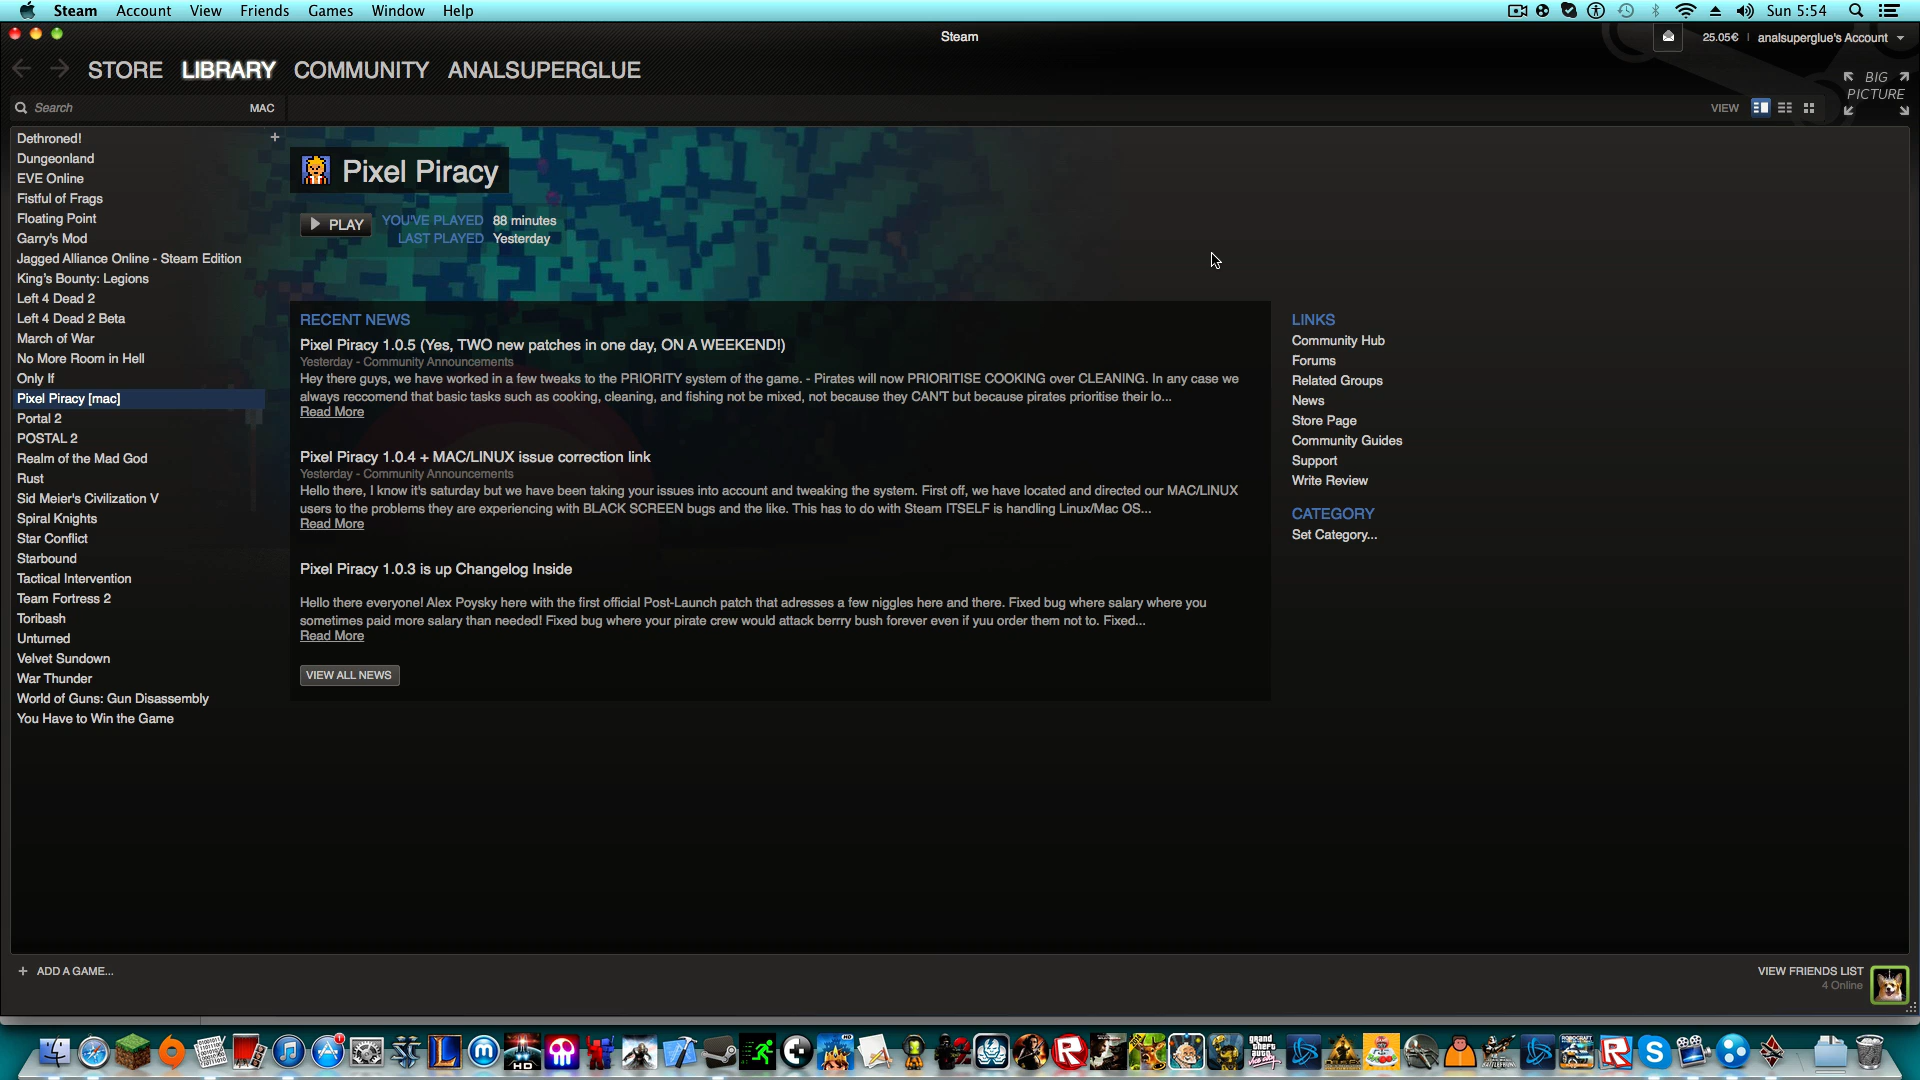 Steam Account View Friends Games Window Help Sun 5:54
Steam
25.05€ analsuperglue's Account
STORE LIBRARY COMMUNITY ANALSUPERGLUE
BIG PICTURE
Search MAC VIEW
Dethroned! +
Dungeonland
EVE Online
Fistful of Frags
Floating Point
Garry's Mod
Jagged Alliance Online - Steam Edition
King's Bounty: Legions
Left 4 Dead 2
Left 4 Dead 2 Beta
March of War
No More Room in Hell
Only If
Pixel Piracy [mac]
Portal 2
POSTAL 2
Realm of the Mad God
Rust
Sid Meier's Civilization V
Spiral Knights
Star Conflict
Starbound
Tactical Intervention
Team Fortress 2
Toribash
Unturned
Velvet Sundown
War Thunder
World of Guns: Gun Disassembly
You Have to Win the Game
Pixel Piracy
PLAY YOU'VE PLAYED 88 minutes
LAST PLAYED Yesterday
RECENT NEWS
Pixel Piracy 1.0.5 (Yes, TWO new patches in one day, ON A WEEKEND!)
Yesterday - Community Announcements
Hey there guys, we have worked in a few tweaks to the PRIORITY system of the game. - Pirates will now PRIORITISE COOKING over CLEANING. In any case we
always reccomend that basic tasks such as cooking, cleaning, and fishing not be mixed, not because they CAN'T but because pirates prioritise their lo...
Read More
Pixel Piracy 1.0.4 + MAC/LINUX issue correction link
Yesterday - Community Announcements
Hello there, I know it's saturday but we have been taking your issues into account and tweaking the system. First off, we have located and directed our MAC/LINUX
users to the problems they are experiencing with BLACK SCREEN bugs and the like. This has to do with Steam ITSELF is handling Linux/Mac OS...
Read More
Pixel Piracy 1.0.3 is up Changelog Inside
Hello there everyone! Alex Poysky here with the first official Post-Launch patch that adresses a few niggles here and there. Fixed bug where salary where you
sometimes paid more salary than needed! Fixed bug where your pirate crew would attack berrry bush forever even if yuu order them not to. Fixed...
Read More
VIEW ALL NEWS
LINKS
Community Hub
Forums
Related Groups
News
Store Page
Community Guides
Support
Write Review
CATEGORY
Set Category...
+ ADD A GAME...
VIEW FRIENDS LIST
4 Online